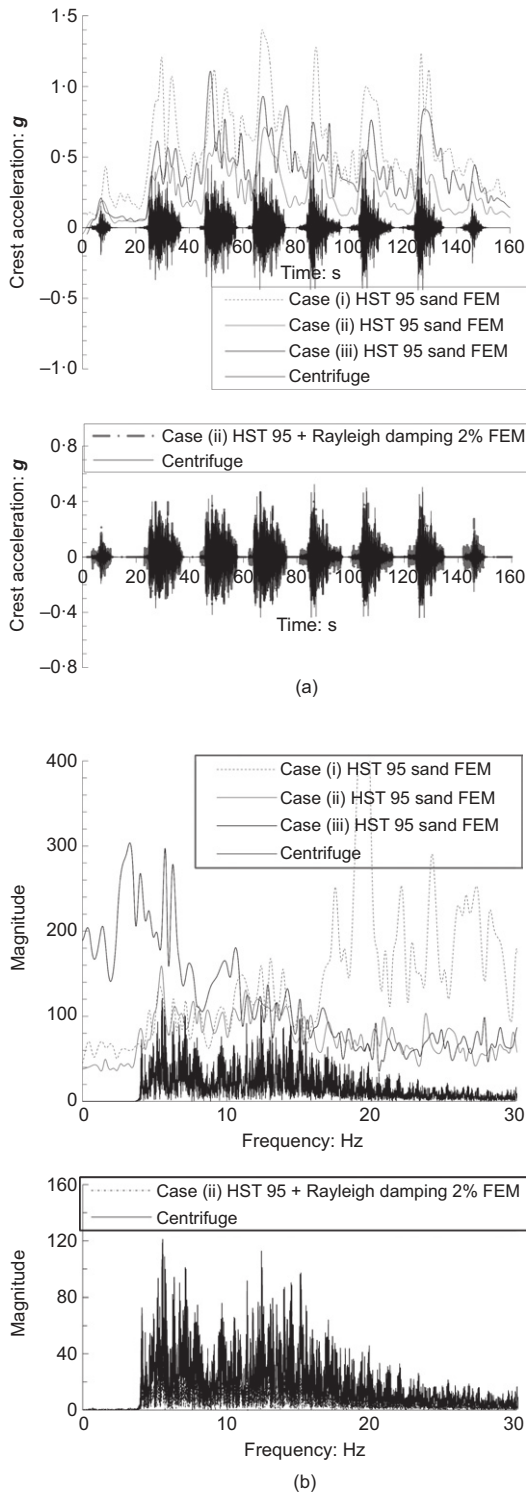 1·5
1·0
0·5
0
–0·5
–1·0
Crest acceleration: g
0 20 40 60 80 100 120 140 160
Time: s
Case (i) HST 95 sand FEM
Case (ii) HST 95 sand FEM
Case (iii) HST 95 sand FEM
Centrifuge
0·8
0·4
0
–0·4
–0·8
Crest acceleration: g
Case (ii) HST 95 + Rayleigh damping 2% FEM
Centrifuge
0 20 40 60 80 100 120 140 160
Time: s
(a)
400
300
200
100
0
Magnitude
Case (i) HST 95 sand FEM
Case (ii) HST 95 sand FEM
Case (iii) HST 95 sand FEM
Centrifuge
0 10 20 30
Frequency: Hz
160
120
80
40
0
Magnitude
Case (ii) HST 95 + Rayleigh damping 2% FEM
Centrifuge
0 10 20 30
Frequency: Hz
(b)